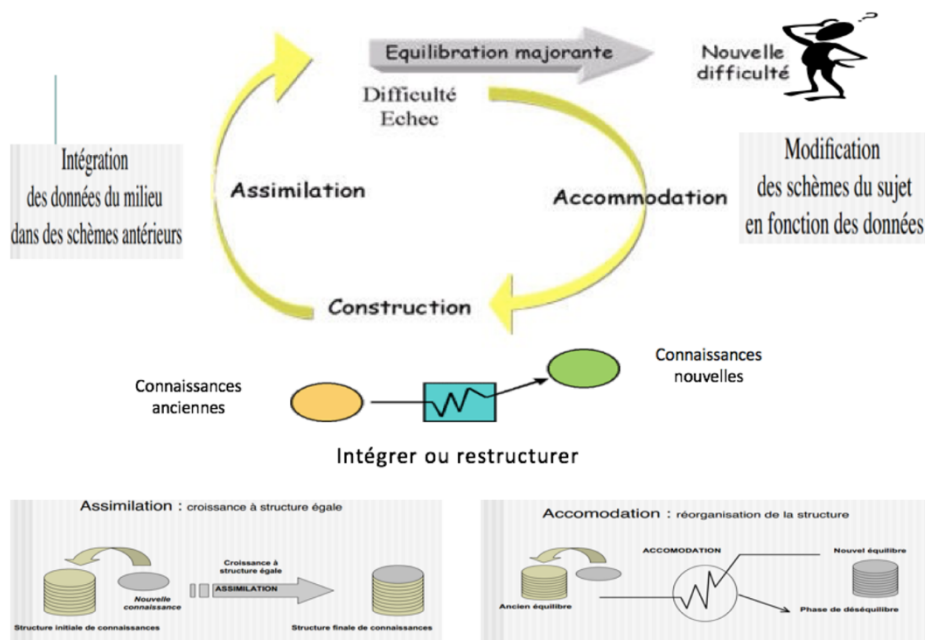 Equilibration majorante
Nouvelle
difficulté
?
Difficulté
Echec
Intégration
des données du milieu
dans des schèmes antérieurs
Assimilation
Accommodation
Modification
des schèmes du sujet
en fonction des données
Construction
Connaissances
anciennes
Connaissances
nouvelles
Intégrer ou restructurer
Assimilation : croissance à structure égale
Nouvelle
connaissance
Croissance à
structure égale
ASSIMILATION
Structure initiale de connaissances
Structure finale de connaissances
Accomodation : réorganisation de la structure
ACCOMODATION
Nouvel équilibre
Ancien équilibre
Phase de déséquilibre